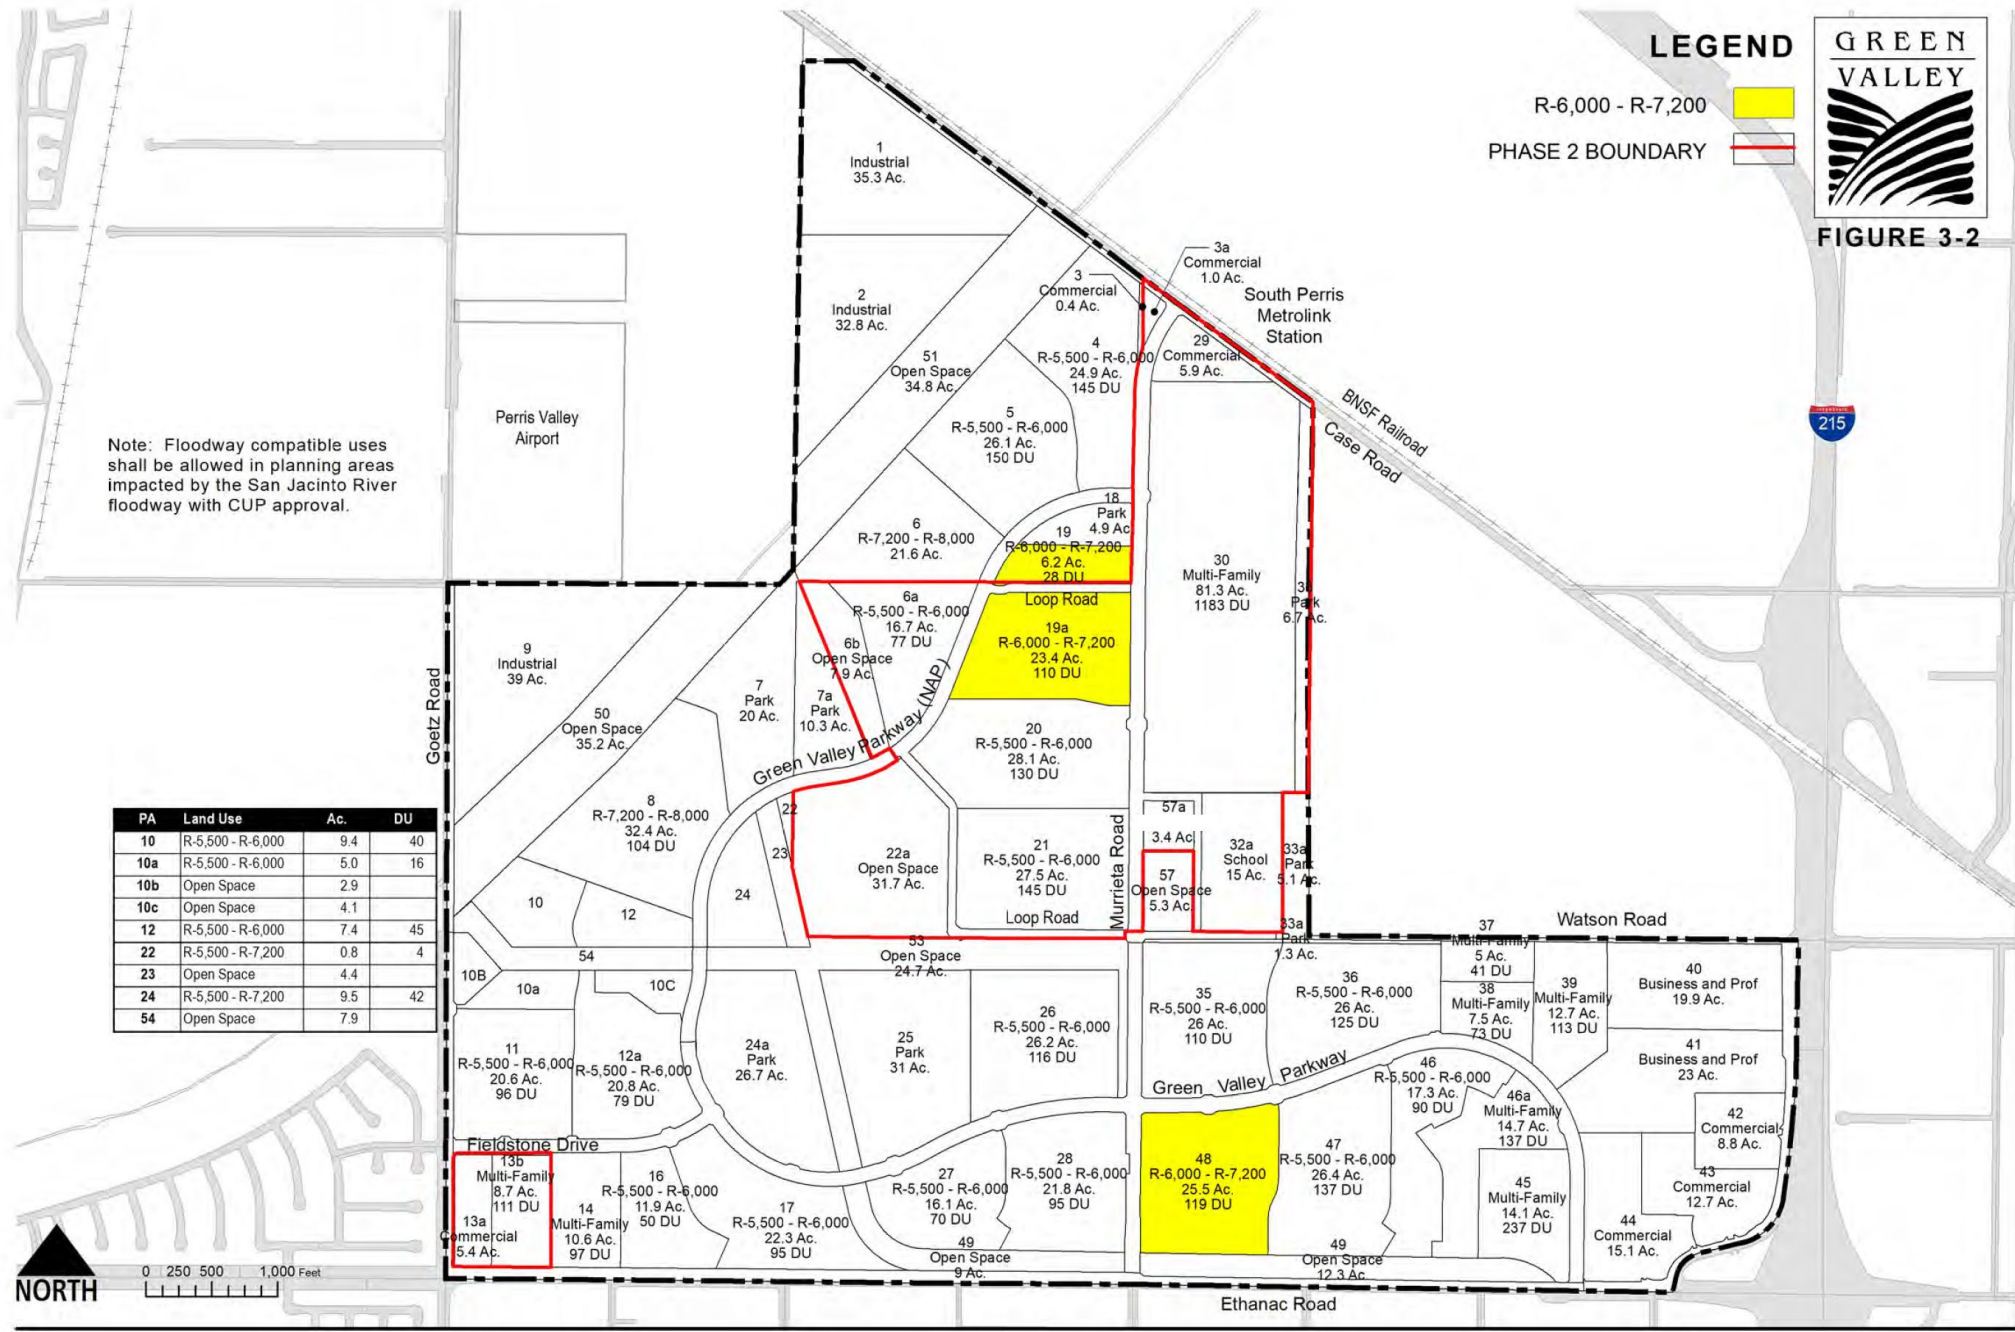 LEGEND
R-6,000 - R-7,200
PHASE 2 BOUNDARY
GREEN
VALLEY
FIGURE 3-2
1
Industrial
35.3 Ac.
2
Industrial
32.8 Ac.
3a
Commercial
1.0 Ac.
3
Commercial
0.4 Ac.
South Perris
Metrolink
Station
29
Commercial
5.9 Ac.
4
R-5,500 - R-6,000
24.9 Ac.
145 DU
51
Open Space
34.8 Ac.
5
R-5,500 - R-6,000
26.1 Ac.
150 DU
BNSF Railroad
Case Road
INTERSTATE
215
Perris Valley
Airport
Note: Floodway compatible uses
shall be allowed in planning areas
impacted by the San Jacinto River
floodway with CUP approval.
18
Park
4.9 Ac.
6
R-7,200 - R-8,000
21.6 Ac.
19
R-6,000 - R-7,200
6.2 Ac.
28 DU
Loop Road
30
Multi-Family
81.3 Ac.
1183 DU
Park
6.7 Ac.
6a
R-5,500 - R-6,000
16.7 Ac.
77 DU
19a
R-6,000 - R-7,200
23.4 Ac.
110 DU
6b
Open Space
7.9 Ac.
9
Industrial
39 Ac.
7
Park
20 Ac.
7a
Park
10.3 Ac.
Green Valley Parkway (NAP)
Goetz Road
50
Open Space
35.2 Ac.
20
R-5,500 - R-6,000
28.1 Ac.
130 DU
8
R-7,200 - R-8,000
32.4 Ac.
104 DU
22
23
22a
Open Space
31.7 Ac.
21
R-5,500 - R-6,000
27.5 Ac.
145 DU
Loop Road
Murrieta Road
57a
3.4 Ac.
57
Open Space
5.3 Ac.
32a
School
15 Ac.
33a
Park
5.1 Ac.
33a
Park
1.3 Ac.
Watson Road
PA Land Use Ac. DU
10 R-5,500 - R-6,000 9.4 40
10a R-5,500 - R-6,000 5.0 16
10b Open Space 2.9
10c Open Space 4.1
12 R-5,500 - R-6,000 7.4 45
22 R-5,500 - R-7,200 0.8 4
23 Open Space 4.4
24 R-5,500 - R-7,200 9.5 42
54 Open Space 7.9
10
12
24
54
10B
10a
10C
53
Open Space
24.7 Ac.
37
Multi-Family
5 Ac.
41 DU
38
Multi-Family
7.5 Ac.
73 DU
39
Multi-Family
12.7 Ac.
113 DU
40
Business and Prof
19.9 Ac.
41
Business and Prof
23 Ac.
35
R-5,500 - R-6,000
26 Ac.
110 DU
36
R-5,500 - R-6,000
26 Ac.
125 DU
26
R-5,500 - R-6,000
26.2 Ac.
116 DU
25
Park
31 Ac.
24a
Park
26.7 Ac.
11
R-5,500 - R-6,000
20.6 Ac.
96 DU
12a
R-5,500 - R-6,000
20.8 Ac.
79 DU
Green Valley Parkway
46
R-5,500 - R-6,000
17.3 Ac.
90 DU
46a
Multi-Family
14.7 Ac.
137 DU
42
Commercial
8.8 Ac.
43
Commercial
12.7 Ac.
44
Commercial
15.1 Ac.
45
Multi-Family
14.1 Ac.
237 DU
47
R-5,500 - R-6,000
26.4 Ac.
137 DU
48
R-6,000 - R-7,200
25.5 Ac.
119 DU
28
R-5,500 - R-6,000
21.8 Ac.
95 DU
27
R-5,500 - R-6,000
16.1 Ac.
70 DU
17
R-5,500 - R-6,000
22.3 Ac.
95 DU
16
R-5,500 - R-6,000
11.9 Ac.
50 DU
14
Multi-Family
10.6 Ac.
97 DU
Fieldstone Drive
13b
Multi-Family
8.7 Ac.
111 DU
13a
Commercial
5.4 Ac.
49
Open Space
9 Ac.
49
Open Space
12.3 Ac.
Ethanac Road
NORTH
0 250 500 1,000 Feet